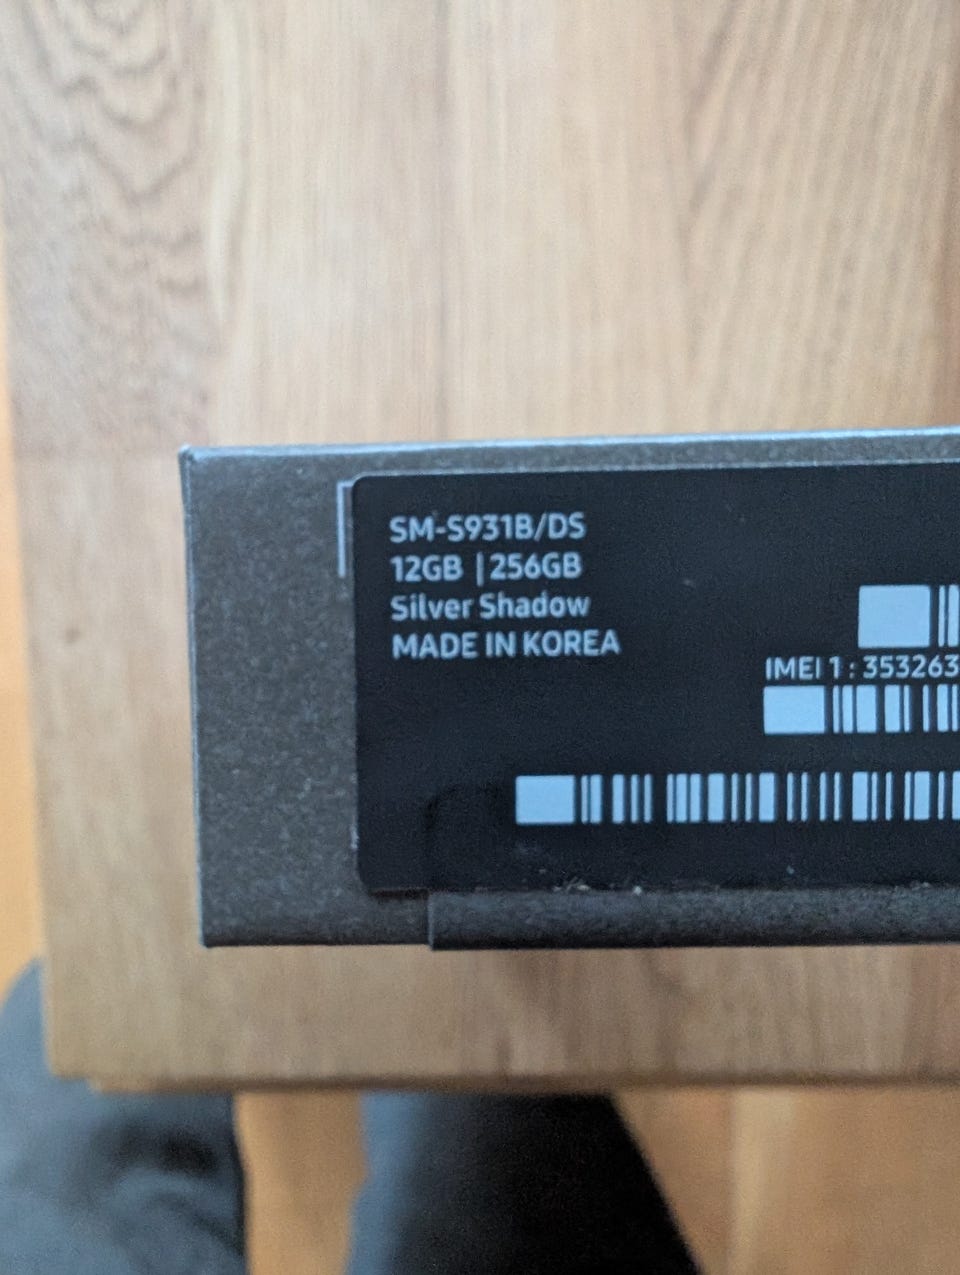 SM-S931B/DS
12GB | 256GB
Silver Shadow
MADE IN KOREA
IMEI 1 : 353263